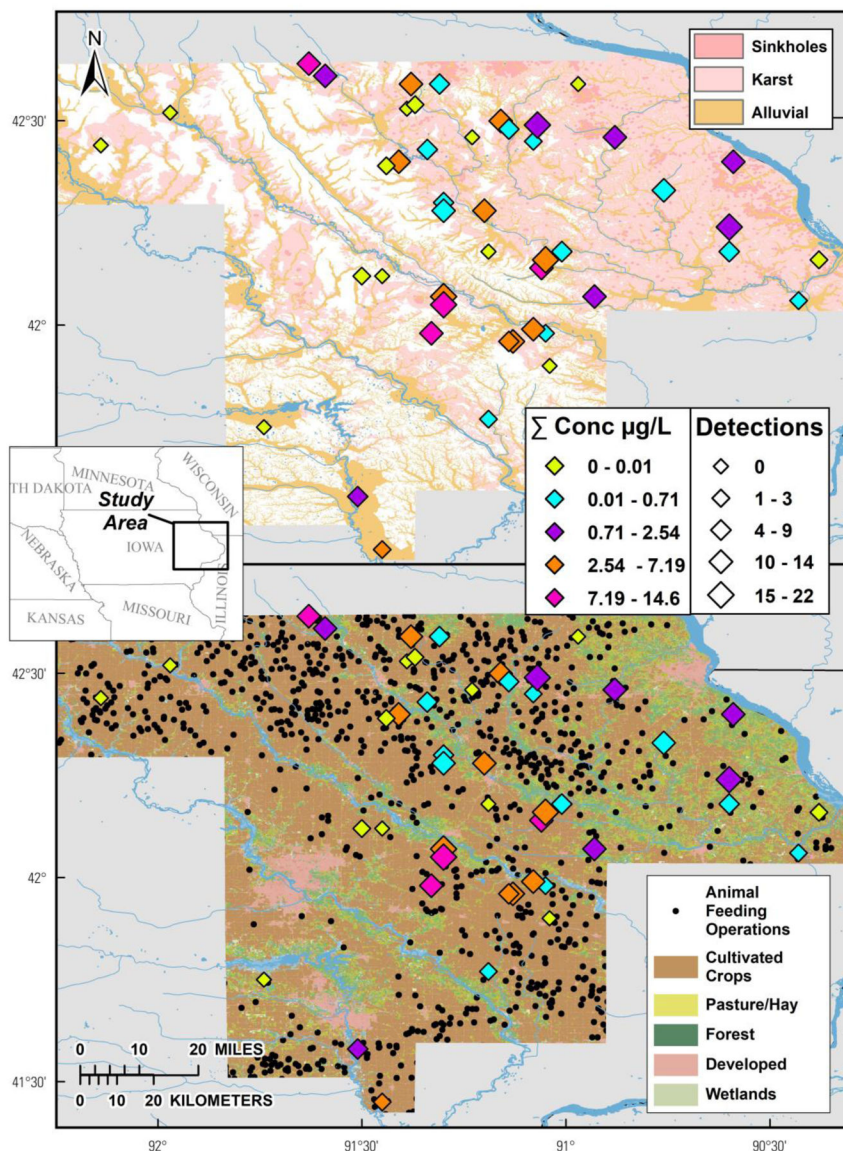 N
Sinkholes
Karst
Alluvial
42°30'
42°
∑ Conc µg/L
0 - 0.01
0.01 - 0.71
0.71 - 2.54
2.54 - 7.19
7.19 - 14.6
Detections
0
1 - 3
4 - 9
10 - 14
15 - 22
MINNESOTA
WISCONSIN
TH DAKOTA
Study
Area
IOWA
NEBRASKA
ILLINOIS
KANSAS
MISSOURI
42°30'
42°
41°30'
Animal
Feeding
Operations
Cultivated
Crops
Pasture/Hay
Forest
Developed
Wetlands
0 10 20 MILES
0 10 20 KILOMETERS
92° 91°30' 91° 90°30'